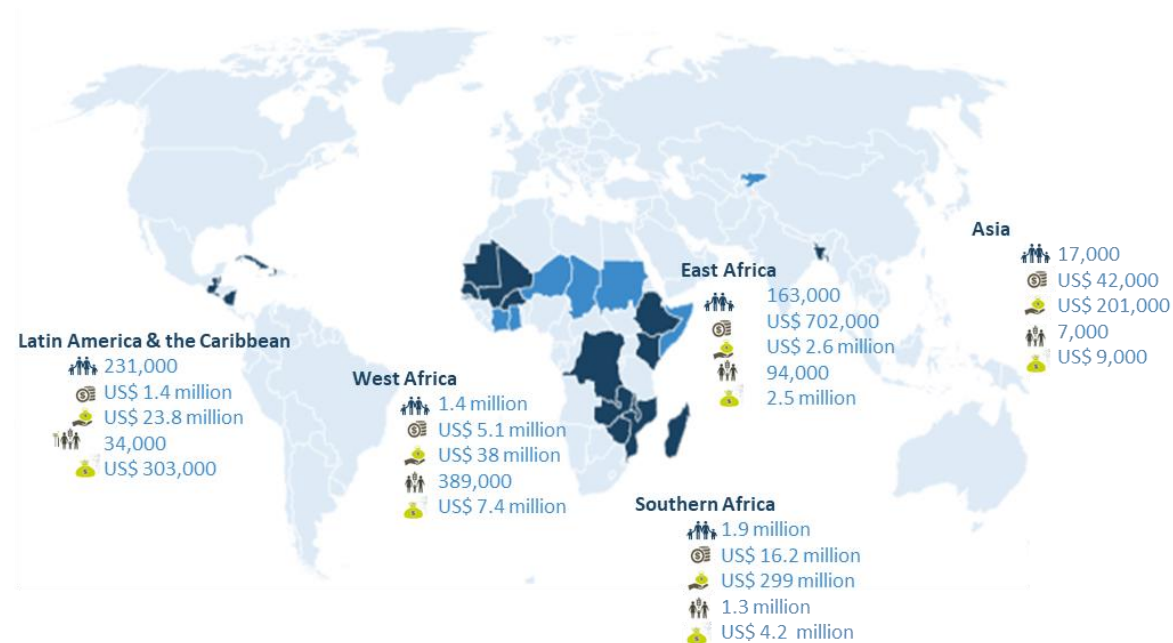 Asia
17,000
US$ 42,000
US$ 201,000
7,000
US$ 9,000
East Africa
163,000
US$ 702,000
US$ 2.6 million
94,000
2.5 million
Latin America & the Caribbean
231,000
US$ 1.4 million
US$ 23.8 million
34,000
US$ 303,000
West Africa
1.4 million
US$ 5.1 million
US$ 38 million
389,000
US$ 7.4 million
Southern Africa
1.9 million
US$ 16.2 million
US$ 299 million
1.3 million
US$ 4.2 million